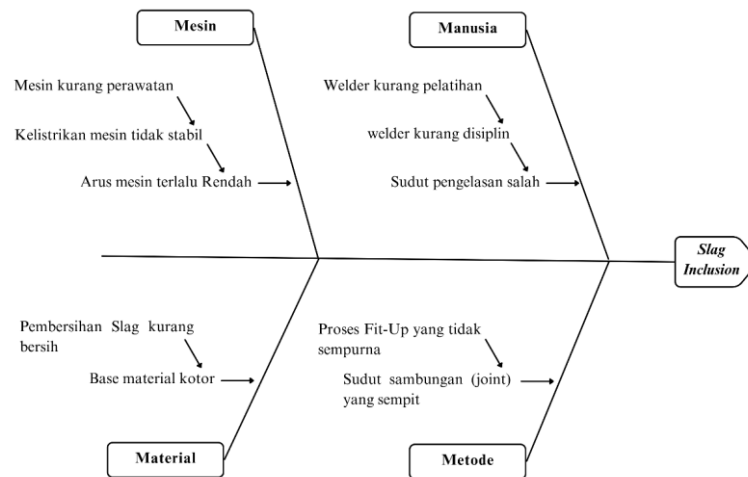 Mesin
Manusia
Mesin kurang perawatan
Kelistrikan mesin tidak stabil
Arus mesin terlalu Rendah
Welder kurang pelatihan
welder kurang disiplin
Sudut pengelasan salah
Slag
Inclusion
Pembersihan Slag kurang
bersih
Base material kotor
Proses Fit-Up yang tidak
sempurna
Sudut sambungan (joint)
yang sempit
Material
Metode